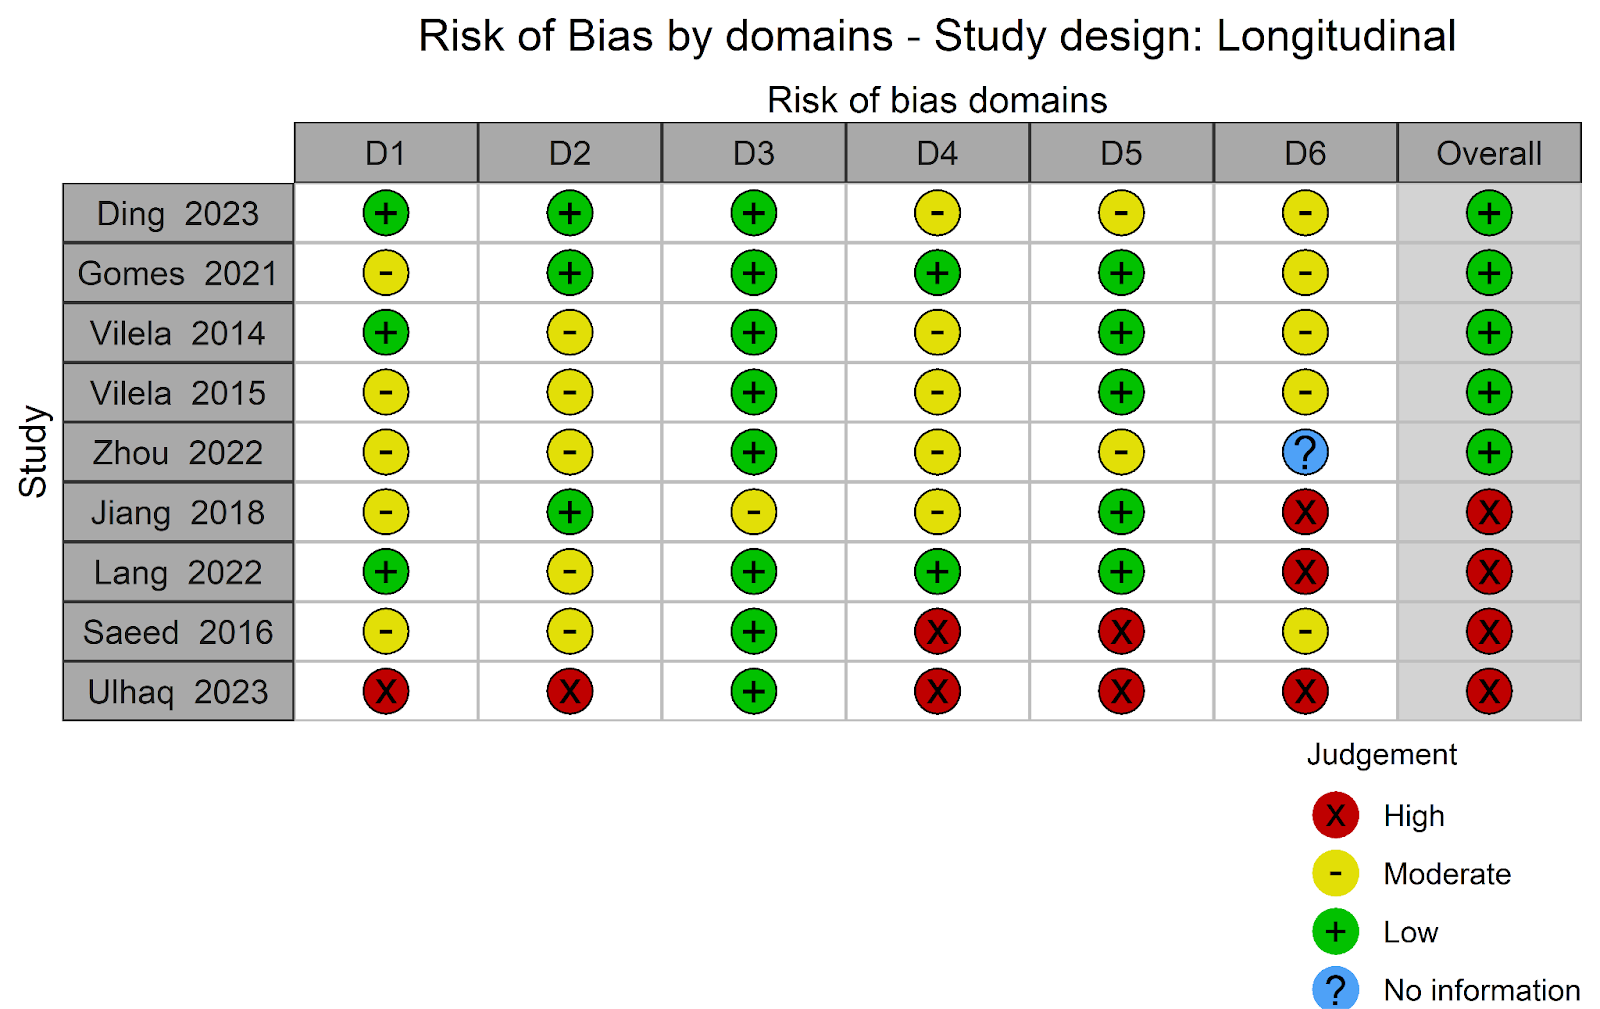 Risk of Bias by domains - Study design: Longitudinal
Risk of bias domains
D1 D2 D3 D4 D5 D6 Overall
Study
Ding 2023 + + + - - - +
Gomes 2021 - + + + + - +
Vilela 2014 + - + - + - +
Vilela 2015 - - + - + - +
Zhou 2022 - - + - - ? +
Jiang 2018 - + - - + X X
Lang 2022 + - + + + X X
Saeed 2016 - - + X X - X
Ulhaq 2023 X X + X X X X
Judgement
X High
- Moderate
+ Low
? No information